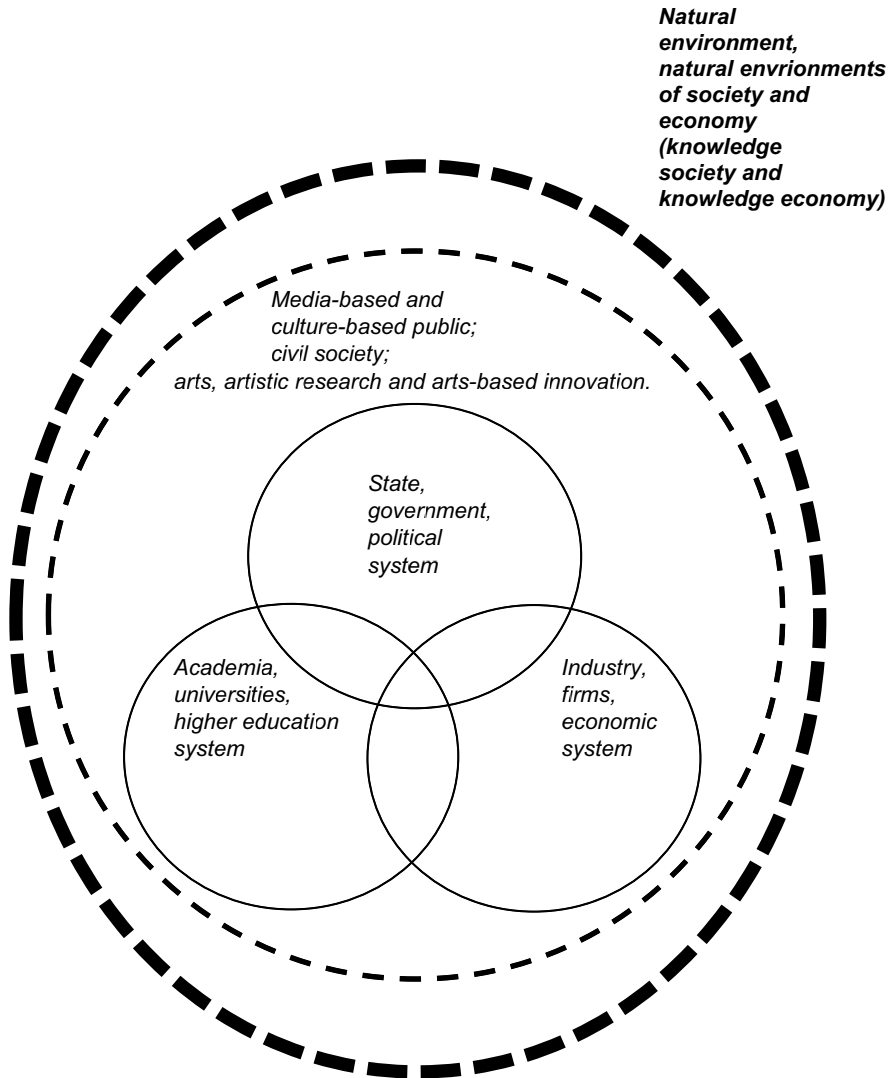 Natural
environment,
natural envrionments
of society and
economy
(knowledge
society and
knowledge economy)
Media-based and
culture-based public;
civil society;
arts, artistic research and arts-based innovation.
State,
government,
political
system
Academia,
universities,
higher education
system
Industry,
firms,
economic
system